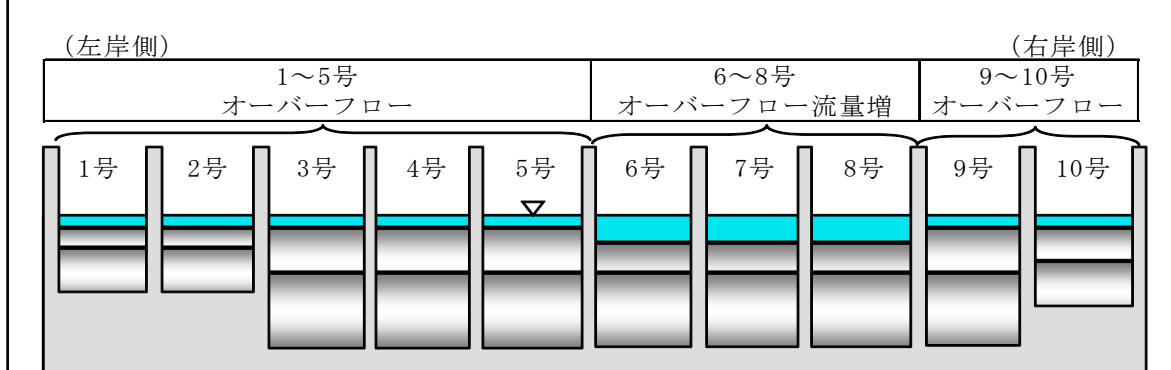 （左岸側）
（右岸側）
1～5号
オーバーフロー
6～8号
オーバーフロー流量増
9～10号
オーバーフロー
1号
2号
3号
4号
5号
6号
7号
8号
9号
10号